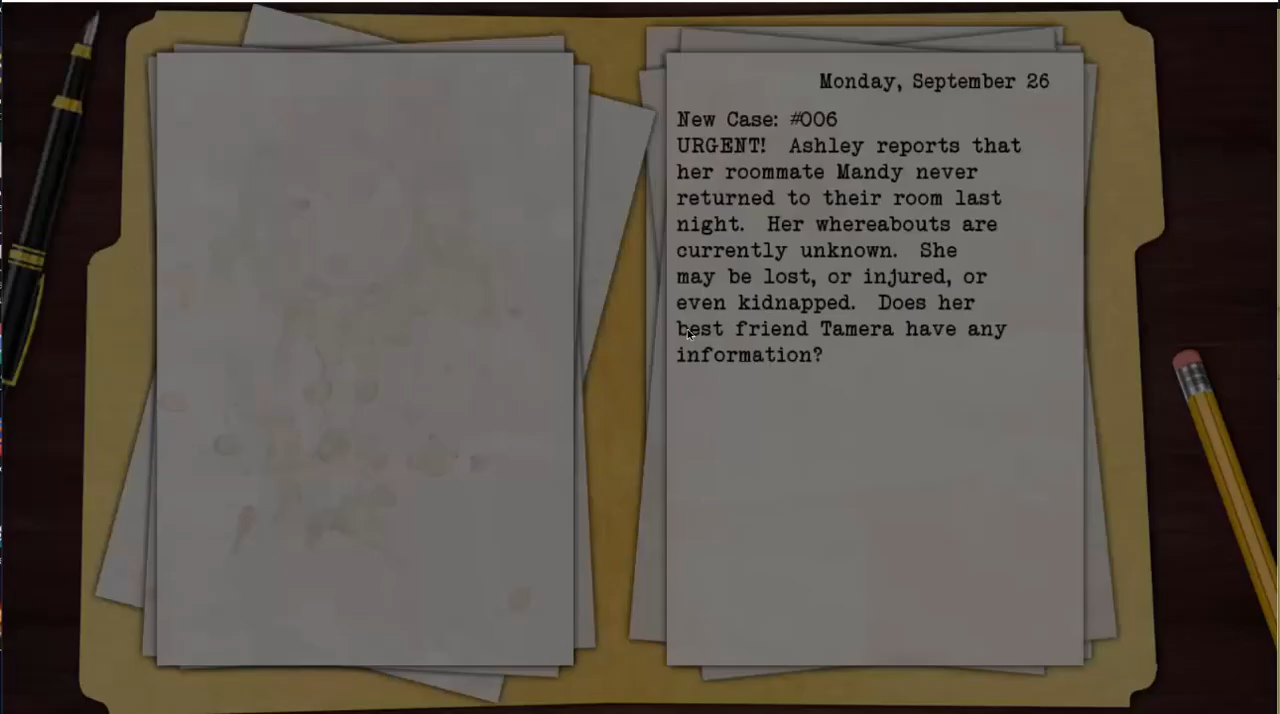 Monday, September 26
New Case: #006
URGENT!  Ashley reports that
her roommate Mandy never
returned to their room last
night.  Her whereabouts are
currently unknown.  She
may be lost, or injured, or
even kidnapped.  Does her
best friend Tamera have any
information?